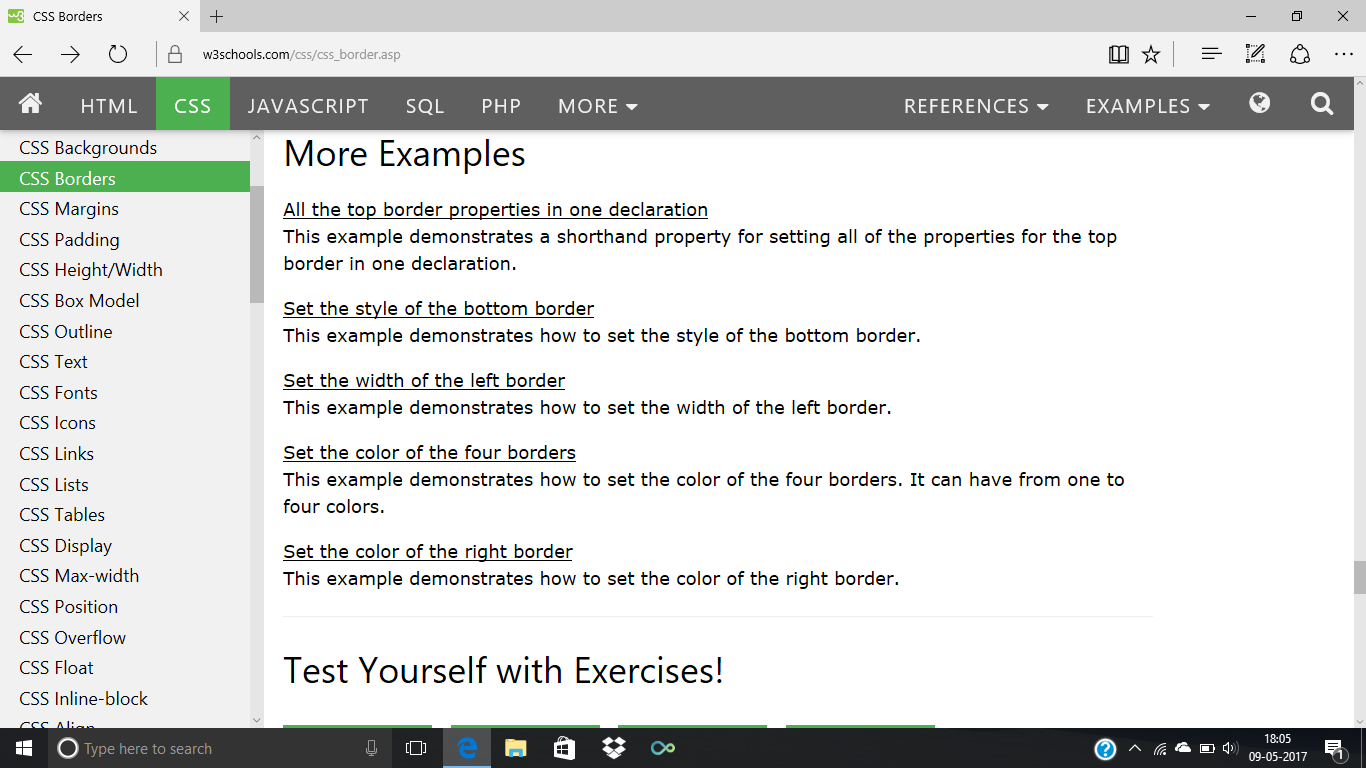 CSS Borders
w3schools.com/css/css_border.asp
HTML CSS JAVASCRIPT SQL PHP MORE REFERENCES EXAMPLES
CSS Backgrounds
CSS Borders
CSS Margins
CSS Padding
CSS Height/Width
CSS Box Model
CSS Outline
CSS Text
CSS Fonts
CSS Icons
CSS Links
CSS Lists
CSS Tables
CSS Display
CSS Max-width
CSS Position
CSS Overflow
CSS Float
CSS Inline-block
CSS Align
More Examples
All the top border properties in one declaration
This example demonstrates a shorthand property for setting all of the properties for the top
border in one declaration.
Set the style of the bottom border
This example demonstrates how to set the style of the bottom border.
Set the width of the left border
This example demonstrates how to set the width of the left border.
Set the color of the four borders
This example demonstrates how to set the color of the four borders. It can have from one to
four colors.
Set the color of the right border
This example demonstrates how to set the color of the right border.
Test Yourself with Exercises!
Type here to search
18:05
09-05-2017
1